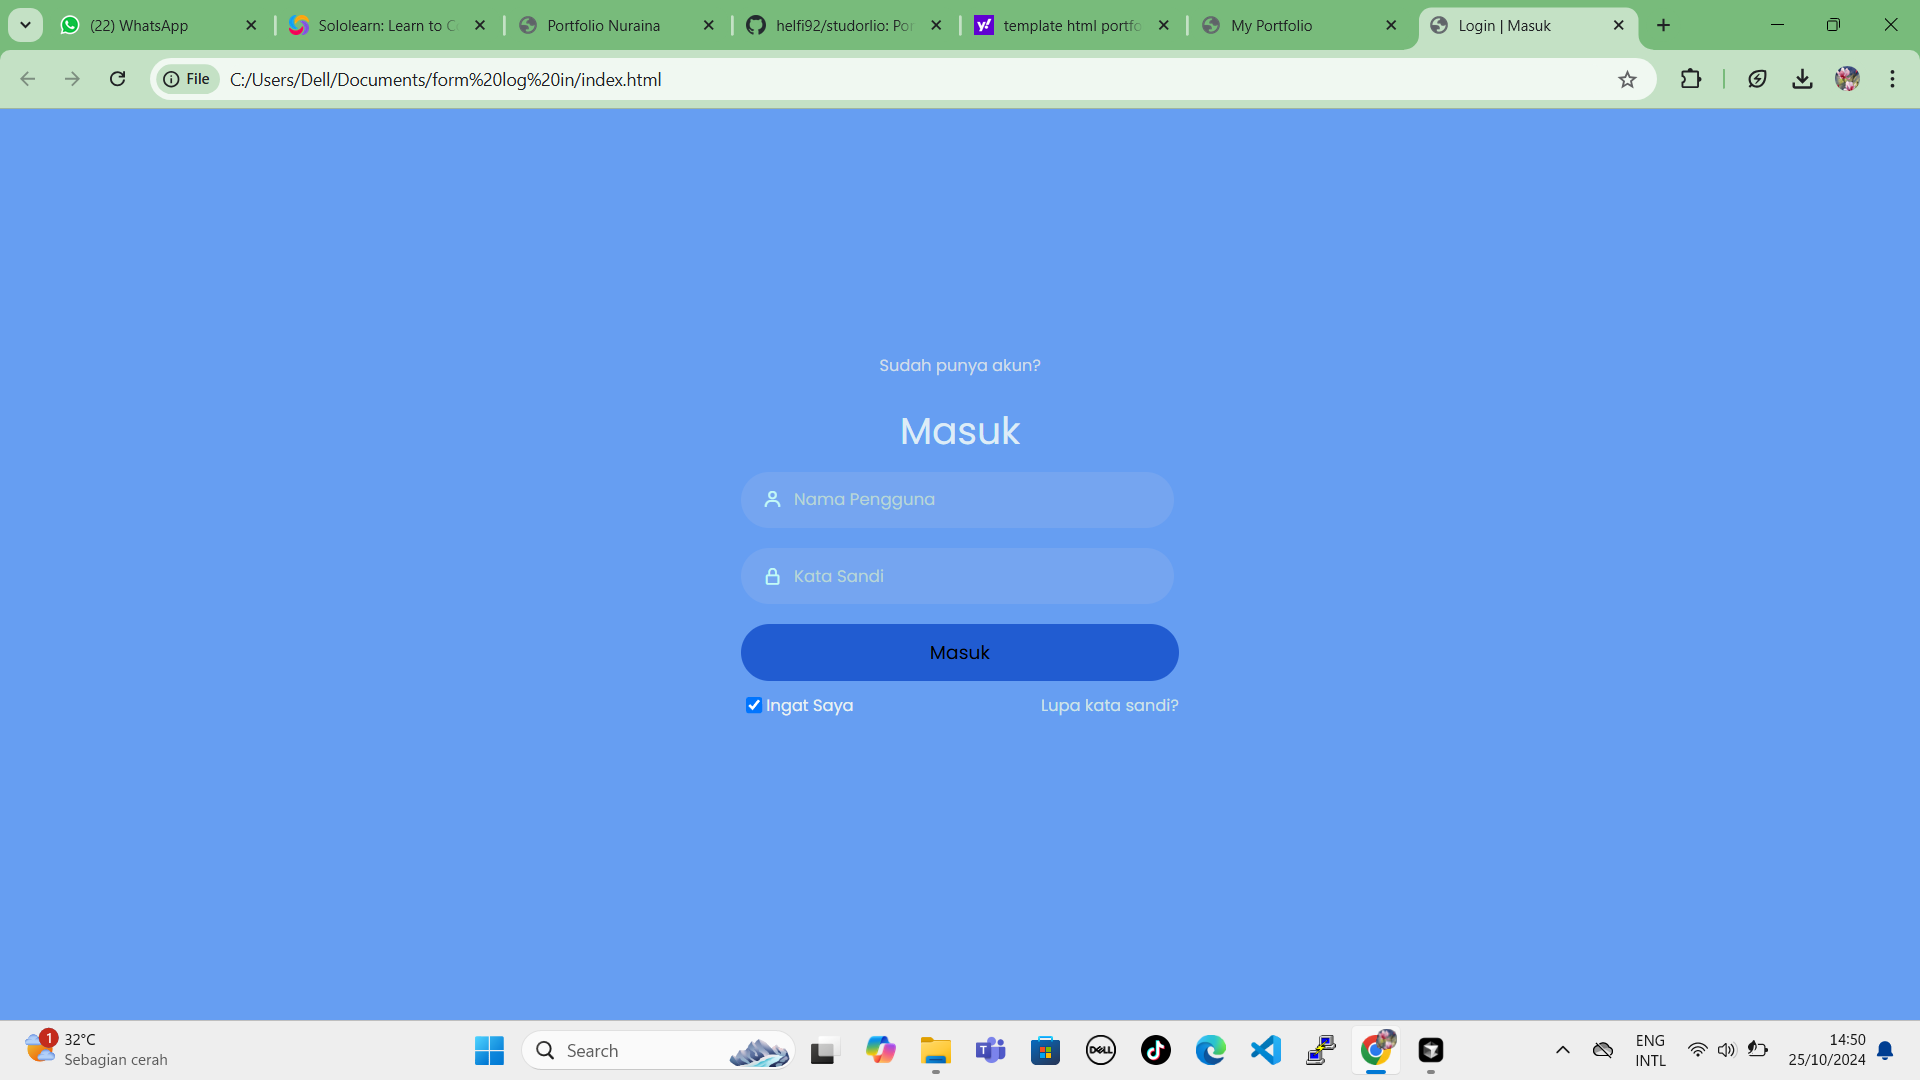 (22) WhatsApp
Sololearn: Learn to C
Portfolio Nuraina
helfi92/studorlio: Por
template html portfo
My Portfolio
Login | Masuk
File
C:/Users/Dell/Documents/form%20log%20in/index.html
Sudah punya akun?
Masuk
Nama Pengguna
Kata Sandi
Masuk
Ingat Saya
Lupa kata sandi?
1
32°C
Sebagian cerah
Search
DELL
ENG
INTL
14:50
25/10/2024